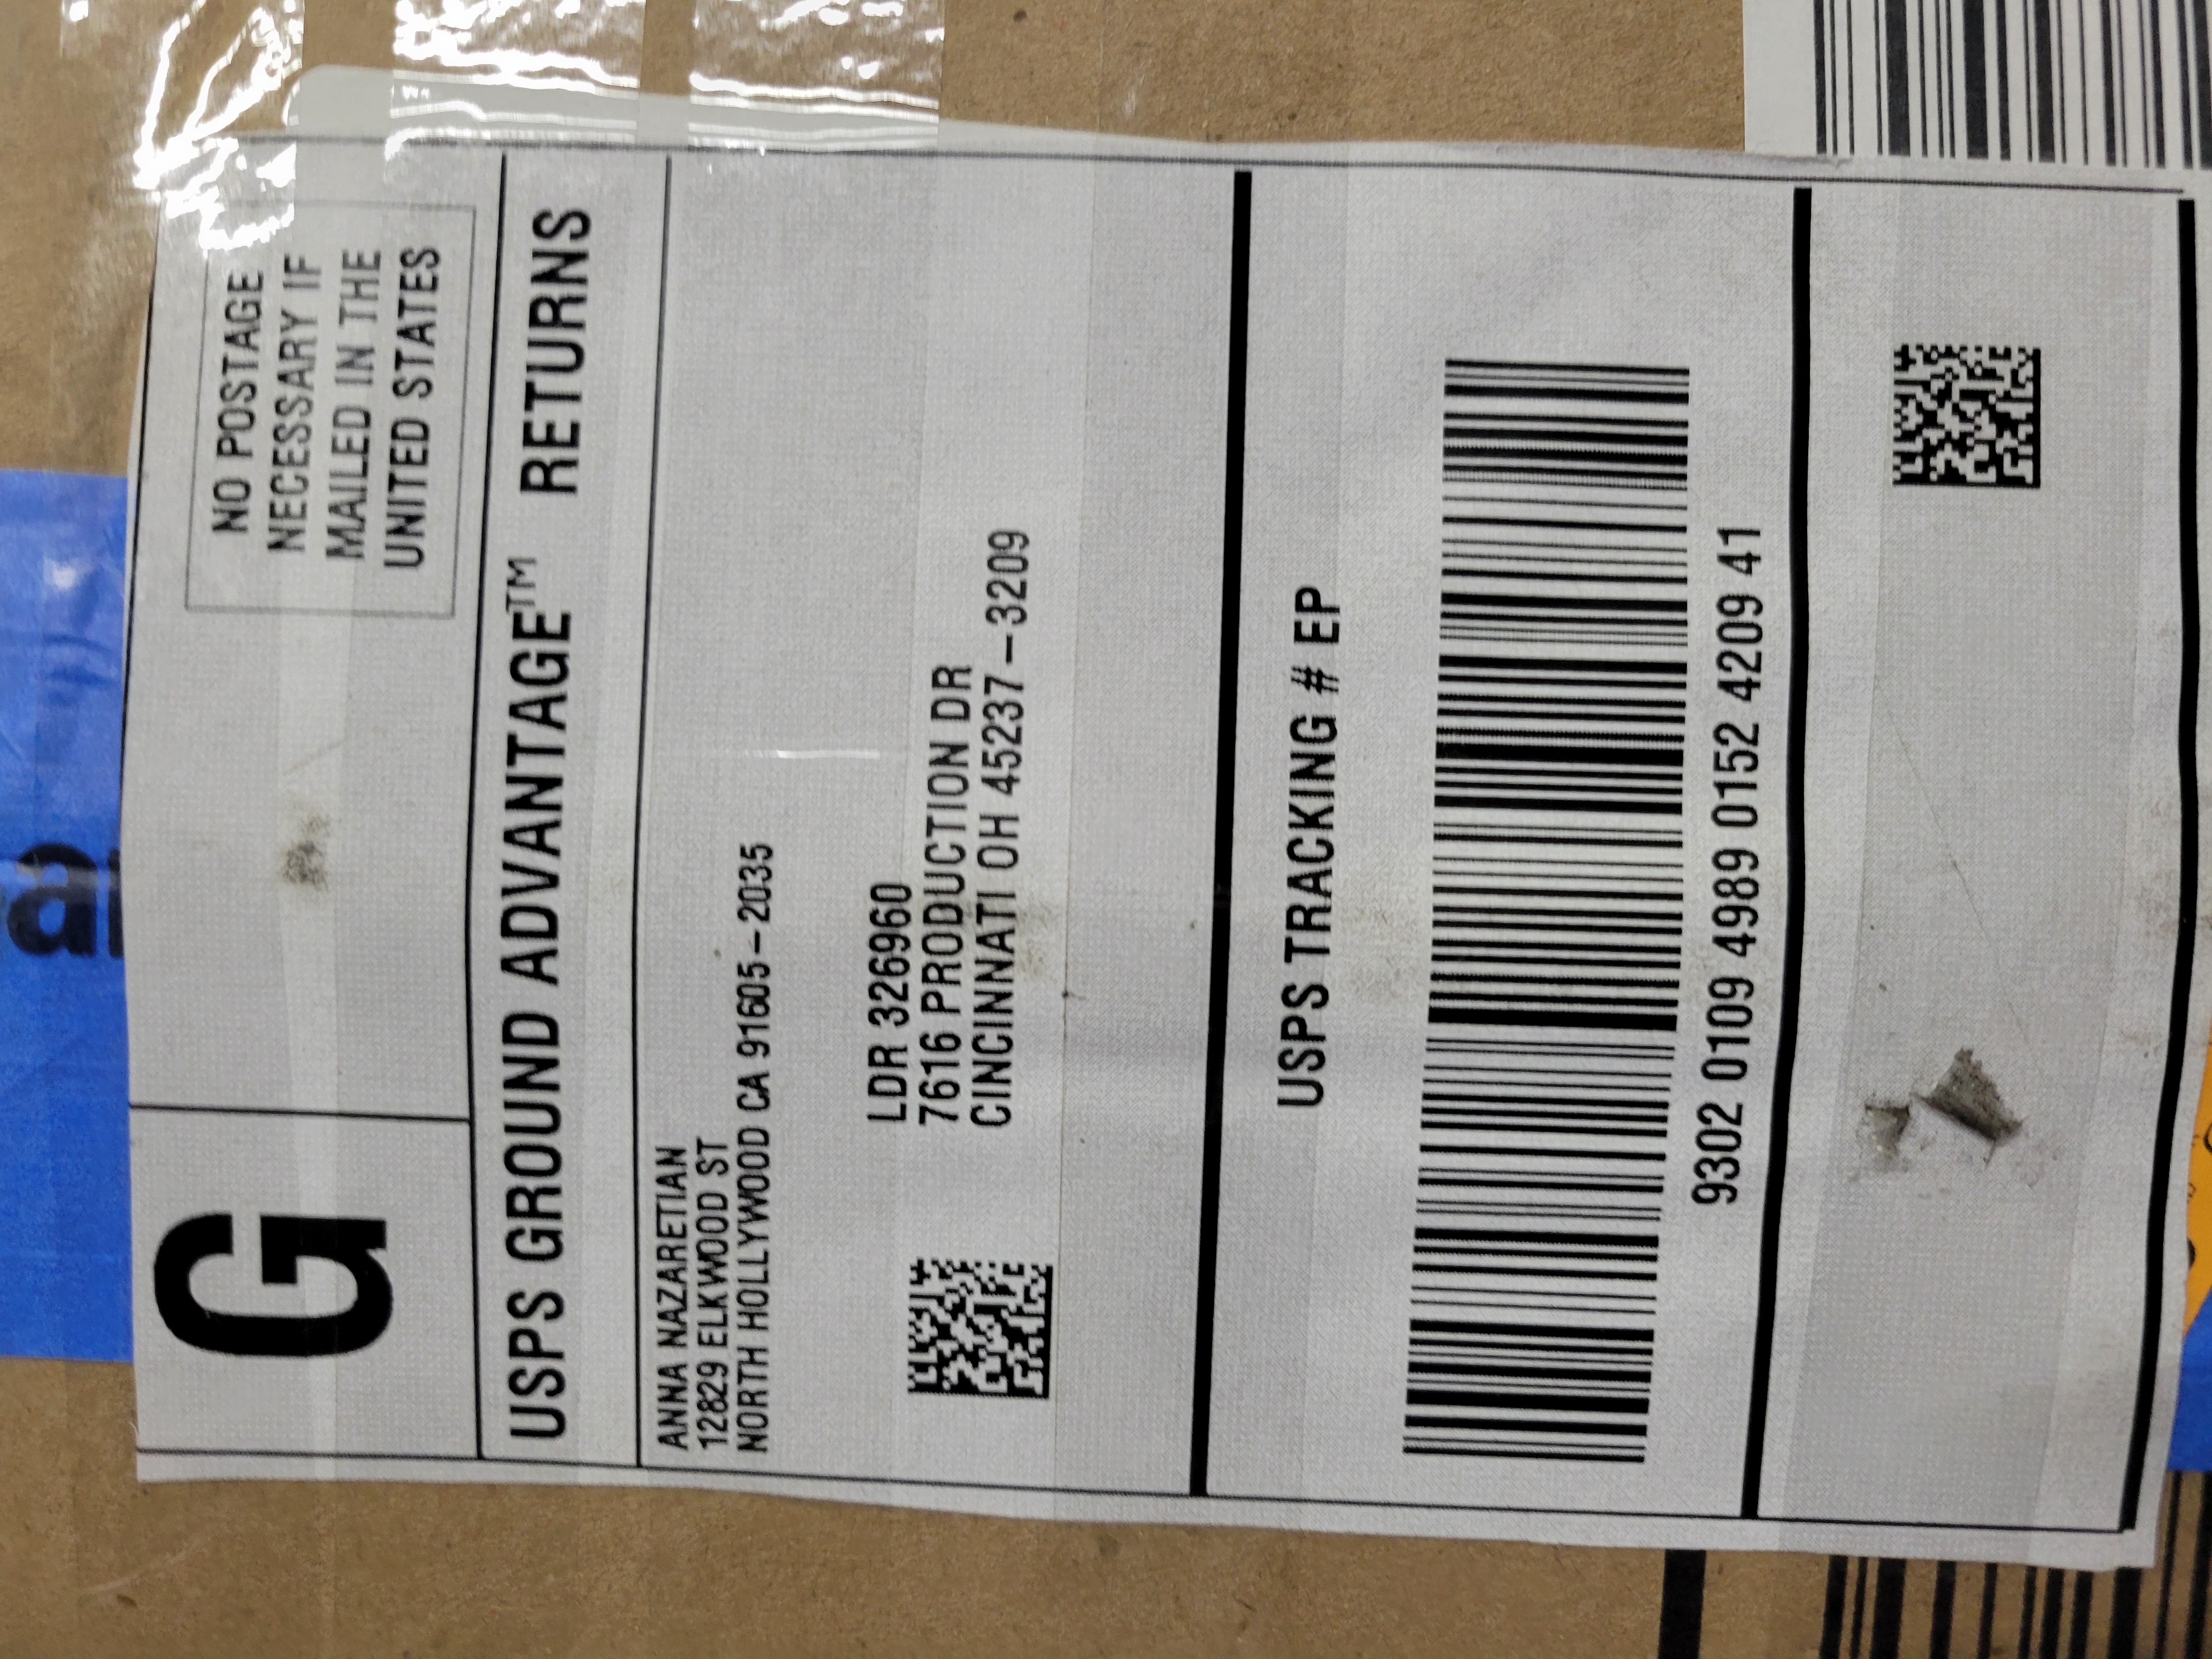 G
NO POSTAGE
NECESSARY IF
MAILED IN THE
UNITED STATES
USPS GROUND ADVANTAGE™ RETURNS
ANNA NAZARETIAN
12829 ELKWOOD ST
NORTH HOLLYWOOD CA 91605-2035
LDR 326960
7616 PRODUCTION DR
CINCINNATI OH 45237-3209
USPS TRACKING # EP
9302 0109 4989 0152 4209 41